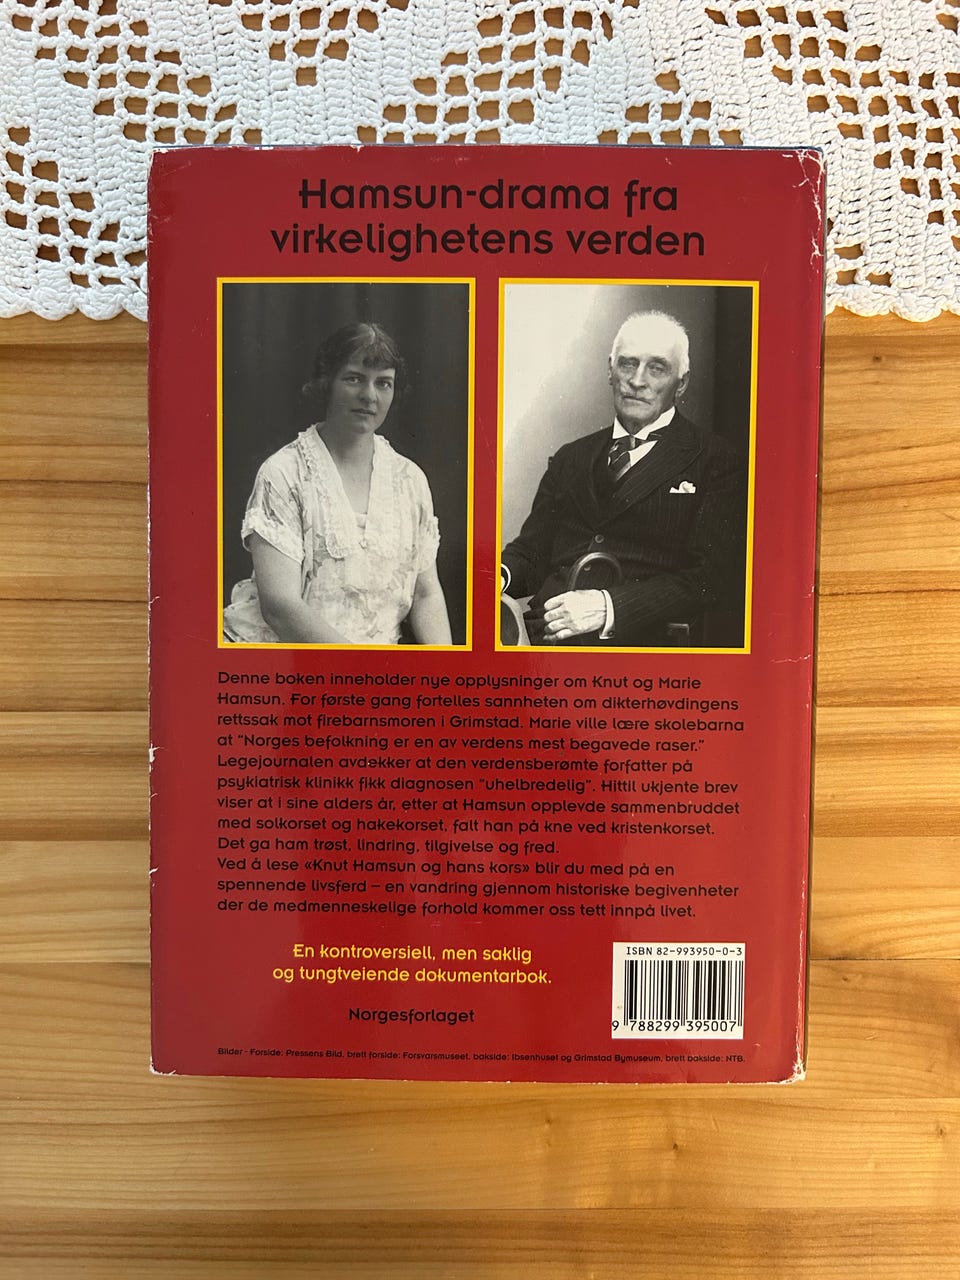 Hamsun-drama fra
virkelighetens verden
Denne boken inneholder nye opplysninger om Knut og Marie
Hamsun. For første gang fortelles sannheten om dikterhøvdingens
rettssak mot firebarnsmoren i Grimstad. Marie ville lære skolebarna
at "Norges befolkning er en av verdens mest begavede raser."
Legejournalen avdekker at den verdensberømte forfatter på
psykiatrisk klinikk fikk diagnosen "uhelbredelig". Hittil ukjente brev
viser at i sine alders år, etter at Hamsun opplevde sammenbruddet
med solkorset og hakekorset, falt han på kne ved kristenkorset.
Det ga ham trøst, lindring, tilgivelse og fred.
Ved å lese «Knut Hamsun og hans kors» blir du med på en
spennende livsferd – en vandring gjennom historiske begivenheter
der de medmenneskelige forhold kommer oss tett innpå livet.
En kontroversiell, men saklig
og tungtveiende dokumentarbok.
Norgesforlaget
ISBN 82-993950-0-3
9 788299 395007
Bilder - Forside: Pressens Bild, brett forside: Forsvarsmuseet, bakside: Ibsenhuset og Grimstad Bymuseum, brett bakside: NTB.